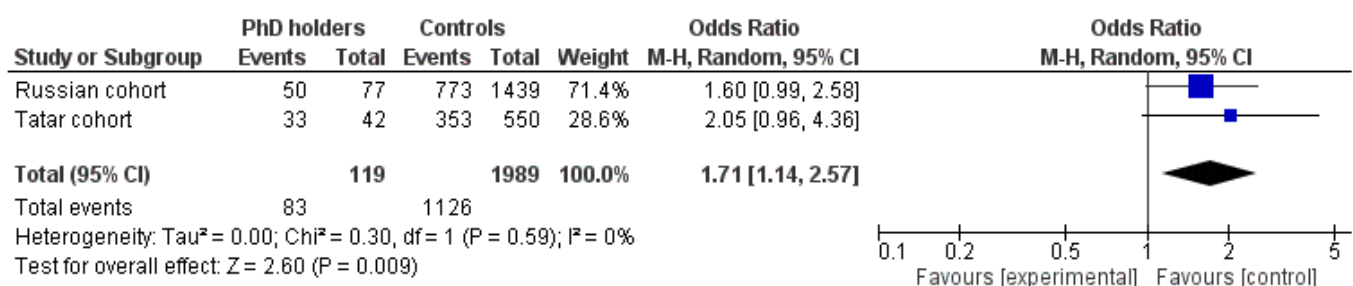 PhD holders Controls Odds Ratio Odds Ratio
Study or Subgroup Events Total Events Total Weight M-H, Random, 95% CI M-H, Random, 95% CI
Russian cohort 50 77 773 1439 71.4% 1.60 [0.99, 2.58]
Tatar cohort 33 42 353 550 28.6% 2.05 [0.96, 4.36]
Total (95% CI) 119 1989 100.0% 1.71 [1.14, 2.57]
Total events 83 1126
Heterogeneity: Tau² = 0.00; Chi² = 0.30, df = 1 (P = 0.59); I² = 0%
Test for overall effect: Z = 2.60 (P = 0.009)
0.1 0.2 0.5 1 2 5
Favours [experimental] Favours [control]